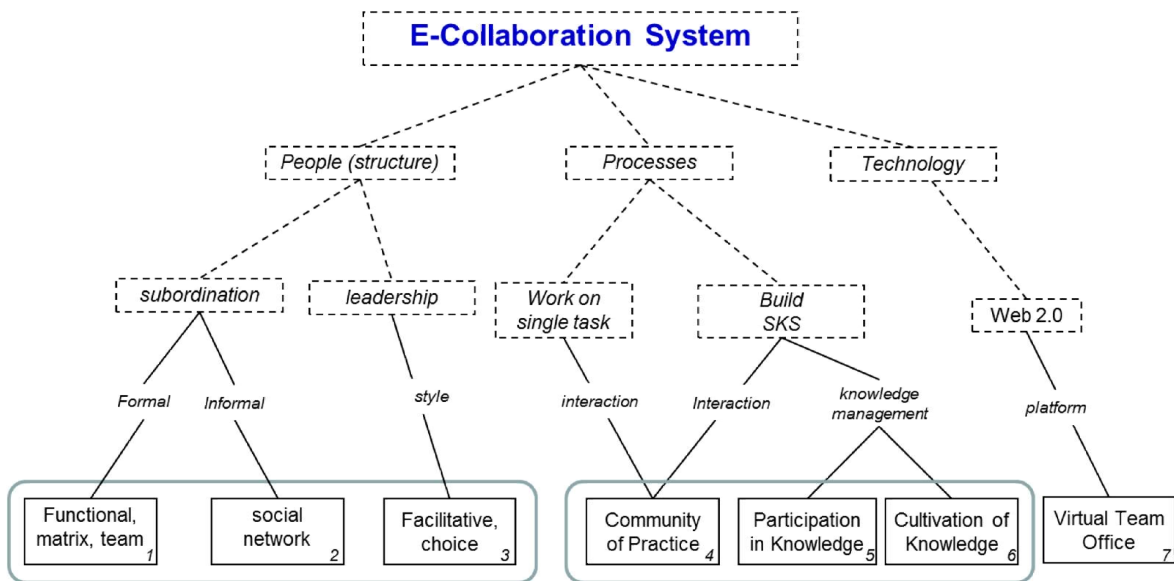 E-Collaboration System
People (structure)
Processes
Technology
subordination
leadership
Work on
single task
Build
SKS
Web 2.0
Formal
Informal
style
interaction
Interaction
knowledge
management
platform
Functional,
matrix, team
1
social
network
2
Facilitative,
choice
3
Community
of Practice
4
Participation
in Knowledge
5
Cultivation of
Knowledge
6
Virtual Team
Office
7